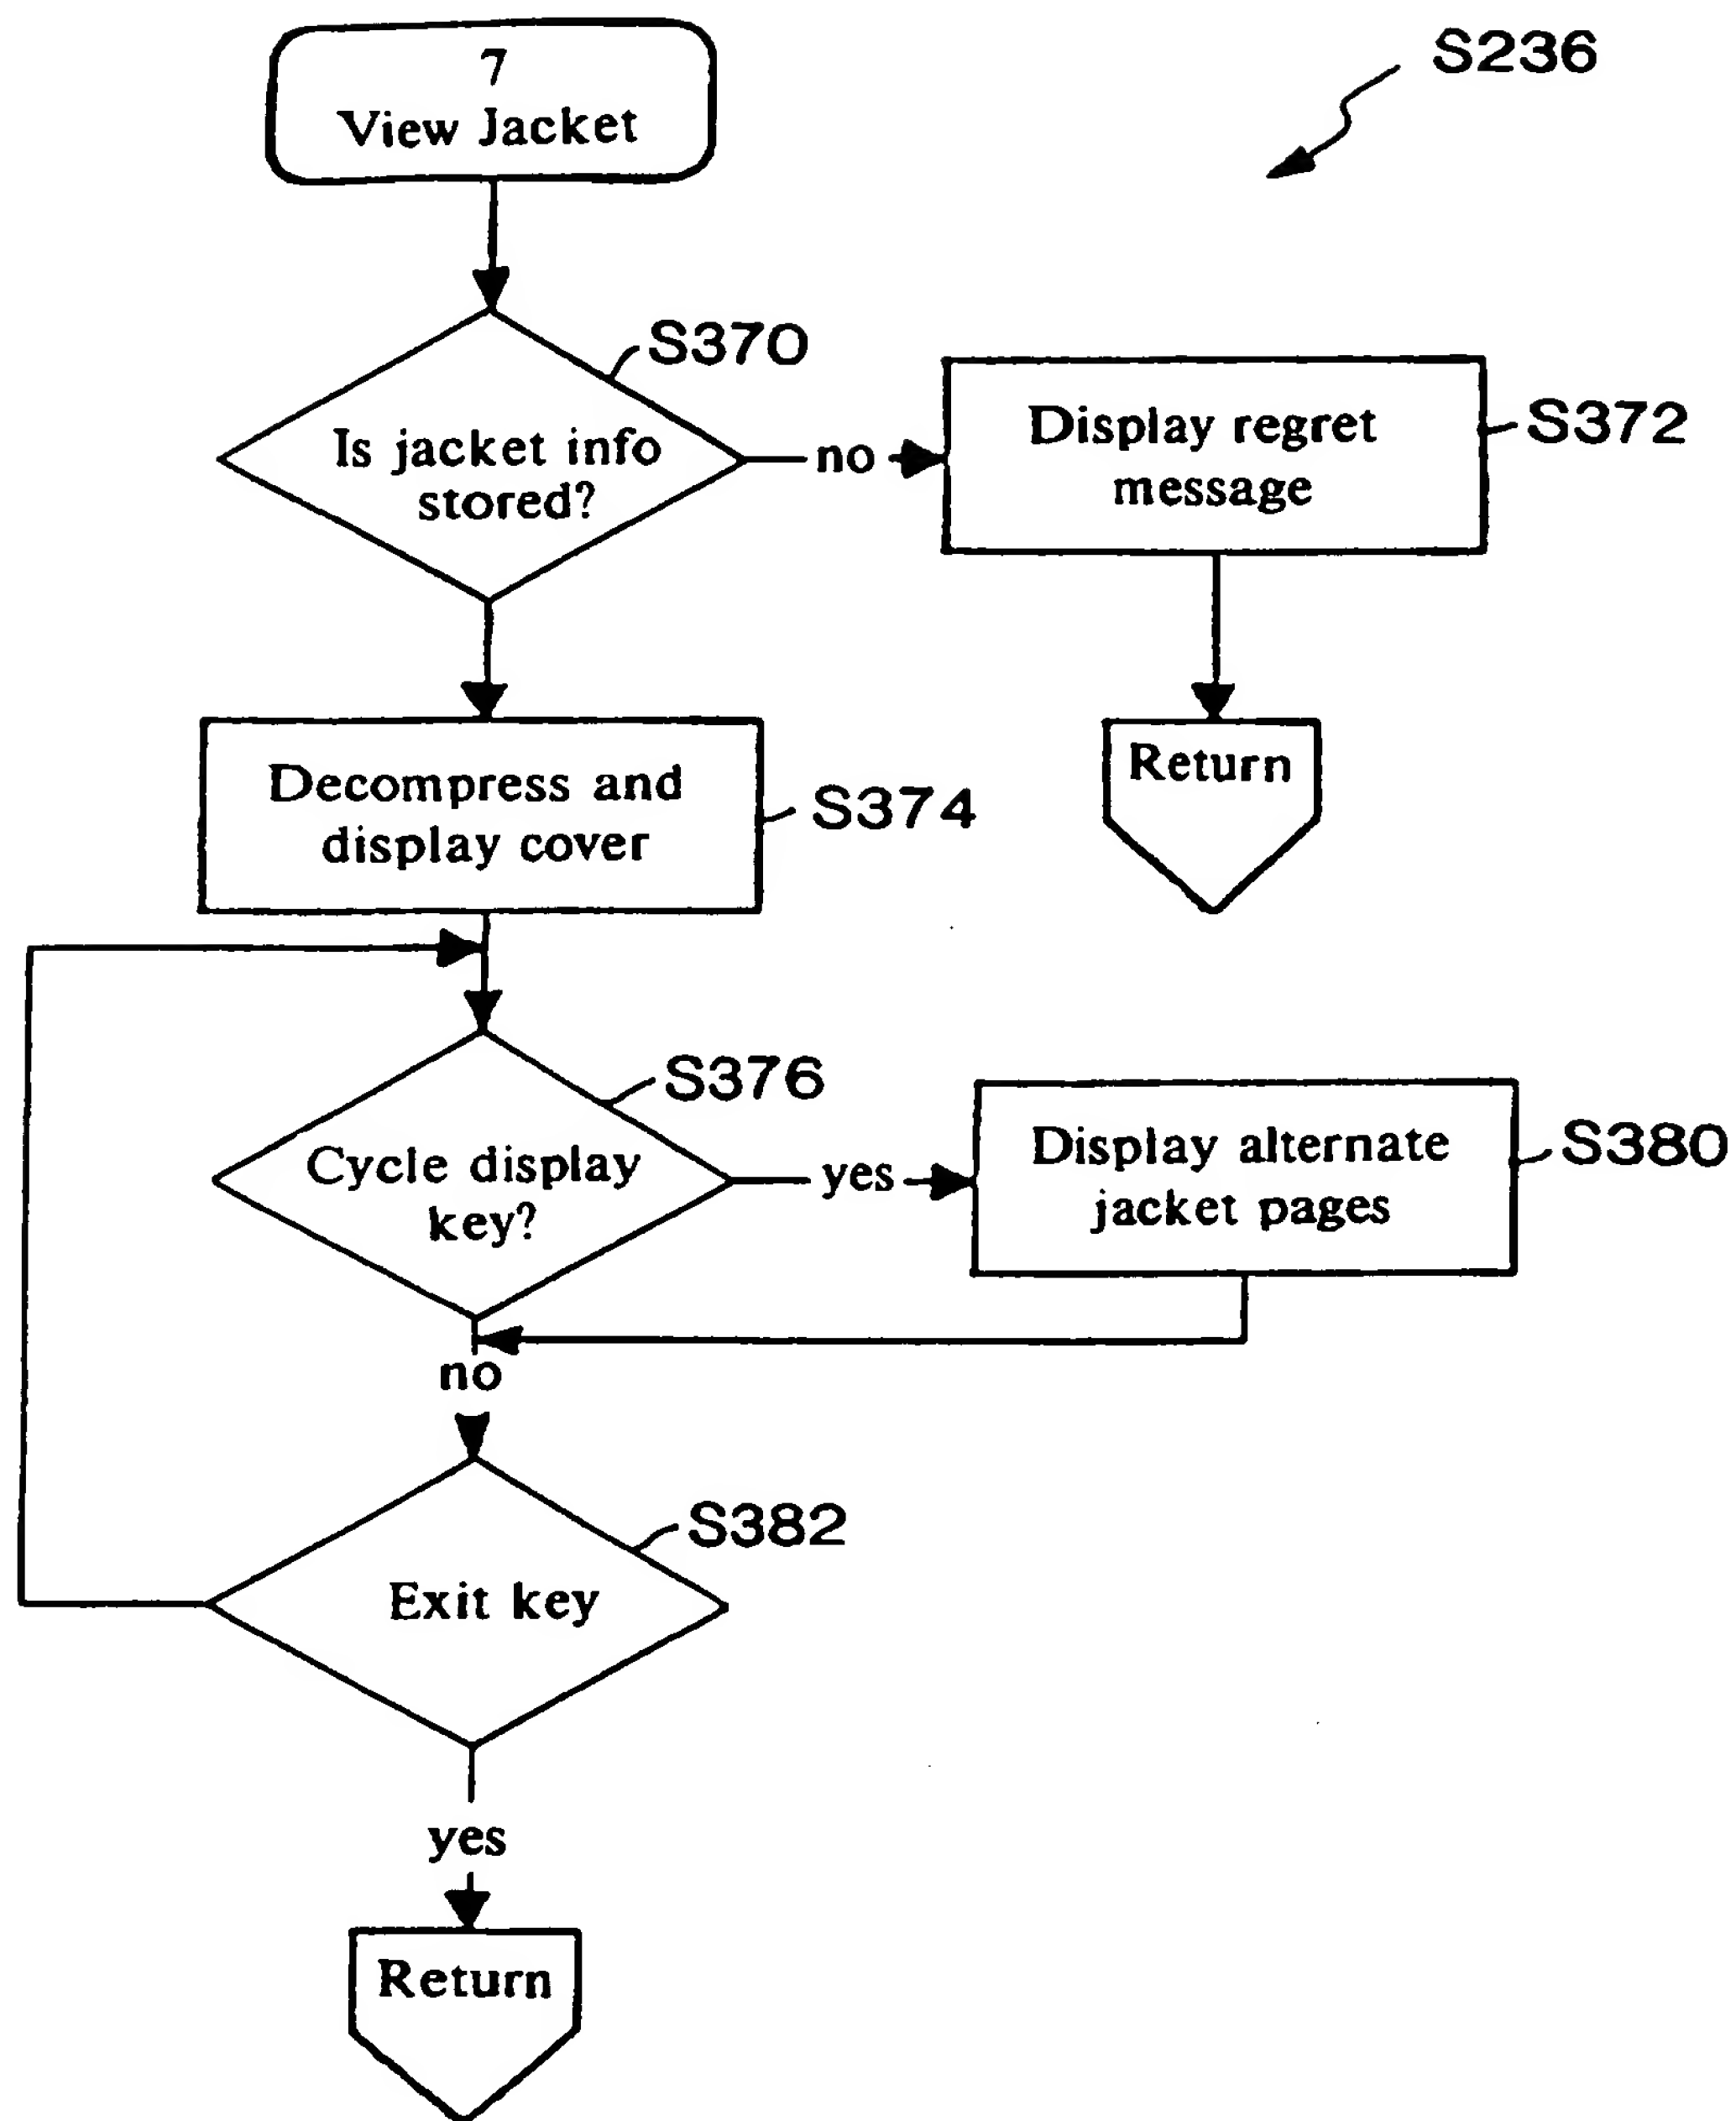 7
View Jacket
S236
S370
Is jacket info
stored?
no
Display regret
message
S372
Return
Decompress and
display cover
S374
S376
Cycle display
key?
yes
Display alternate
jacket pages
S380
no
S382
Exit key
yes
Return